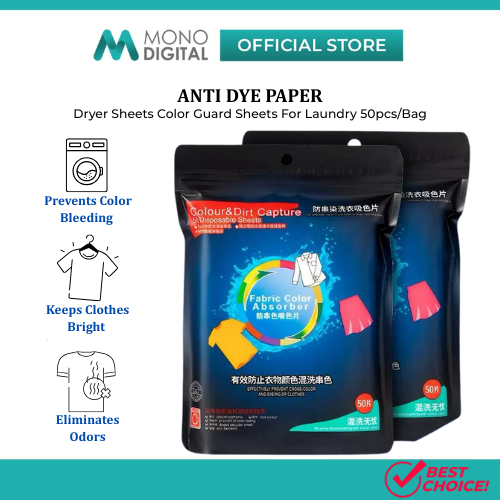 MONO
DIGITAL
OFFICIAL STORE
ANTI DYE PAPER
Dryer Sheets Color Guard Sheets For Laundry 50pcs/Bag
Prevents Color
Bleeding
Keeps Clothes
Bright
Eliminates
Odors
防串染洗衣吸色片
Colour&Dirt Capture
Disposable Sheets
Fabric Color
Absorber
防串色吸色片
有效防止衣物颜色混洗串色
EFFECTIVELY PREVENT CROSS-COLOR
AND DYEING OF CLOTHES
50片
混洗无忧
50片
混洗无忧
BEST
CHOICE!